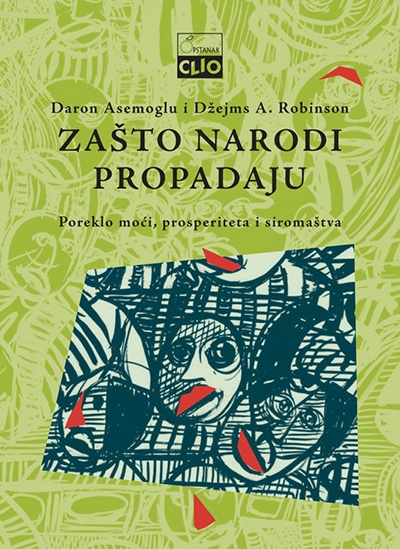 OPSTANAK
CLIO
Daron Asemoglu i Džejms A. Robinson
ZAŠTO NARODI
PROPADAJU
Poreklo moći, prosperiteta i siromaštva